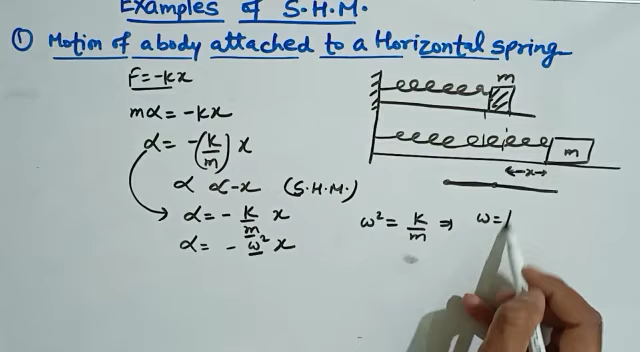 Examples of S.H.M.
① Motion of a body attached to a Horizontal spring
F = -kx
m
mα = -kx
α = -(k/m) x
m
x
α ∝ -x (S.H.M.)
α = - k/m x
ω² = k/m ⇒ ω =
α = - ω² x